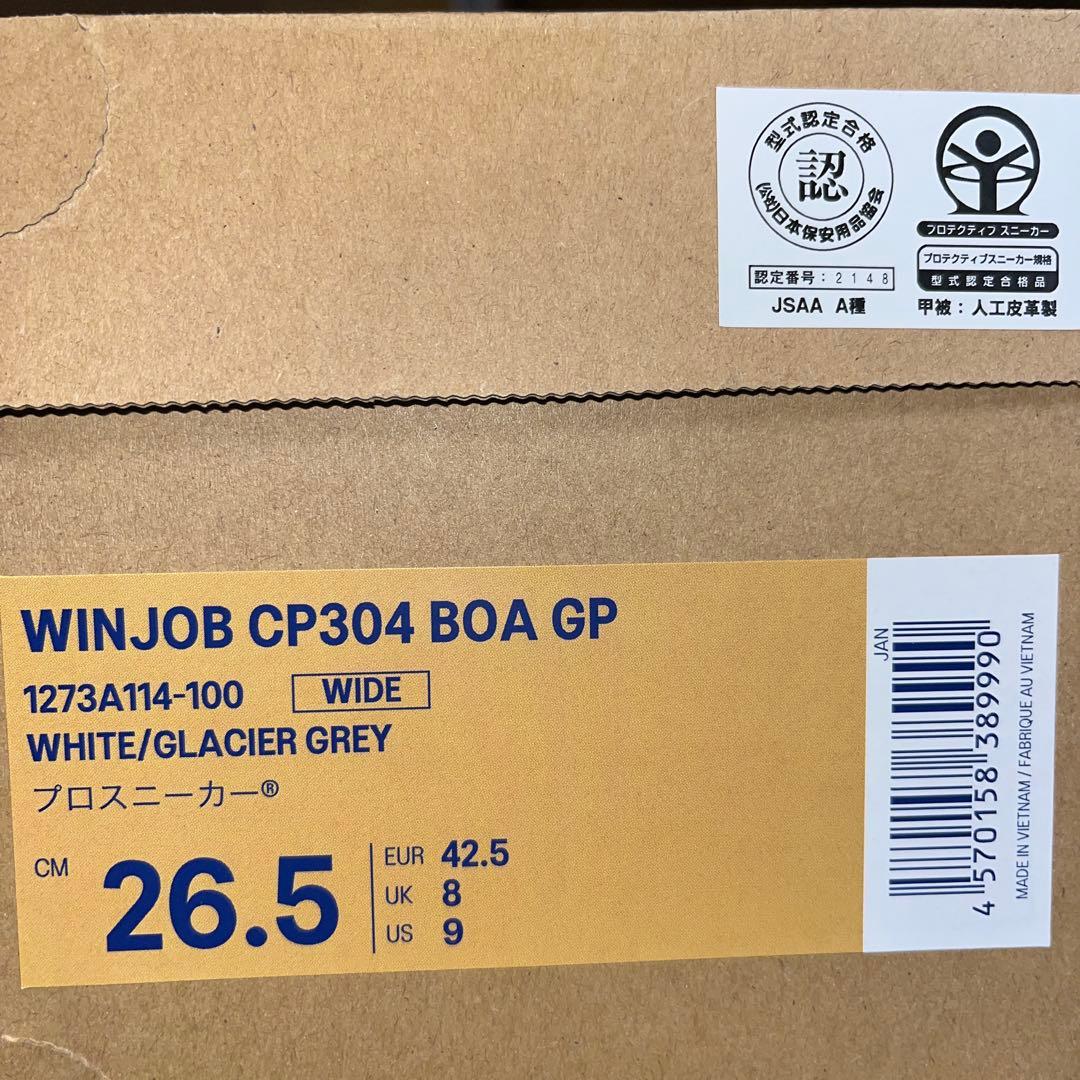 型式認定合格
認
(公社)日本保安用品協会
認定番号：2148
JSAA A種
プロテクティブ スニーカー
プロテクティブスニーカー規格
型式認定合格品
甲被：人工皮革製
WINJOB CP304 BOA GP
1273A114-100 WIDE
WHITE/GLACIER GREY
プロスニーカー®
CM 26.5
EUR 42.5
UK 8
US 9
JAN
4 570158 389990
MADE IN VIETNAM / FABRIQUE AU VIETNAM